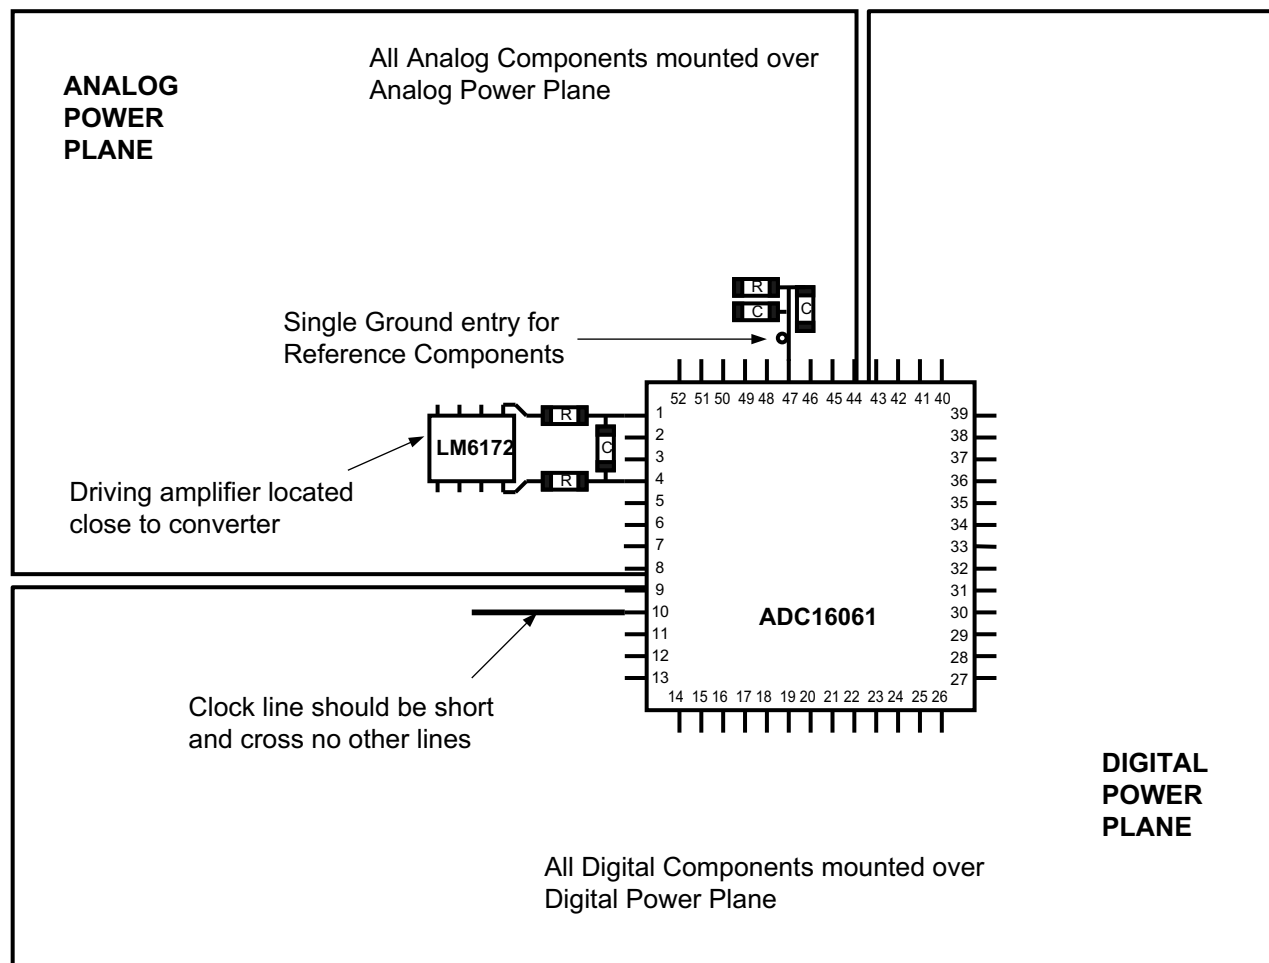 All Analog Components mounted over
Analog Power Plane
ANALOG
POWER
PLANE
R
C
C
Single Ground entry for
Reference Components
52 51 50 49 48 47 46 45 44 43 42 41 40
1
2
3
4
5
6
7
8
9
10
11
12
13
39
38
37
36
35
34
33
32
31
30
29
28
27
R
C
R
LM6172
Driving amplifier located
close to converter
ADC16061
14 15 16 17 18 19 20 21 22 23 24 25 26
Clock line should be short
and cross no other lines
DIGITAL
POWER
PLANE
All Digital Components mounted over
Digital Power Plane